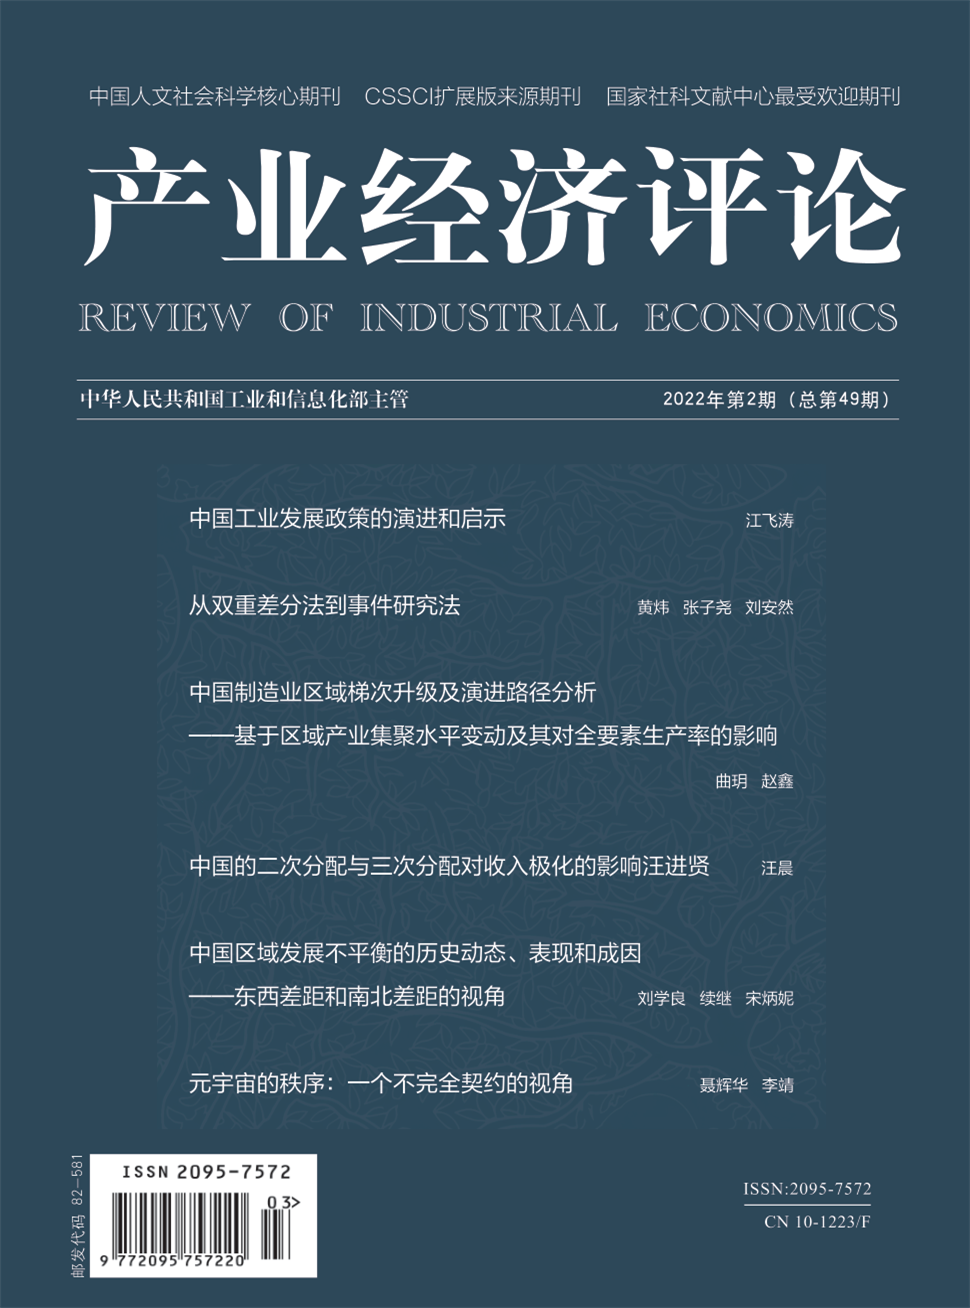 中国人文社会科学核心期刊 CSSCI扩展版来源期刊 国家社科文献中心最受欢迎期刊
产业经济评论
REVIEW OF INDUSTRIAL ECONOMICS
中华人民共和国工业和信息化部主管 2022年第2期（总第49期）
中国工业发展政策的演进和启示 江飞涛
从双重差分法到事件研究法 黄炜 张子尧 刘安然
中国制造业区域梯次升级及演进路径分析
——基于区域产业集聚水平变动及其对全要素生产率的影响
曲玥 赵鑫
中国的二次分配与三次分配对收入极化的影响汪进贤 汪晨
中国区域发展不平衡的历史动态、表现和成因
——东西差距和南北差距的视角 刘学良 续继 宋炳妮
元宇宙的秩序：一个不完全契约的视角 聂辉华 李靖
邮发代码 82—581
ISSN 2095-7572
03>
9 772095 757220
ISSN:2095-7572
CN 10-1223/F